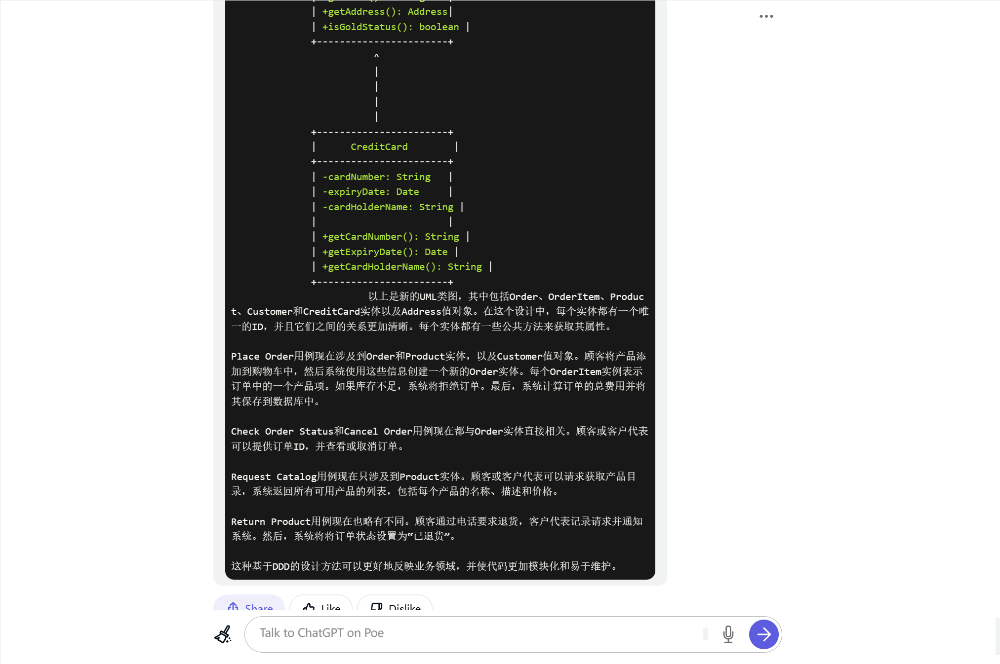 | +getAddress(): Address|
| +isGoldStatus(): boolean |
+-----------------------+
^
|
|
|
|
+-----------------------+
|      CreditCard        |
+-----------------------+
| -cardNumber: String   |
| -expiryDate: Date     |
| -cardHolderName: String |
|                       |
| +getCardNumber(): String |
| +getExpiryDate(): Date |
| +getCardHolderName(): String |
+-----------------------+
以上是新的UML类图，其中包括Order、OrderItem、Produc
t、Customer和CreditCard实体以及Address值对象。在这个设计中，每个实体都有一个唯
一的ID，并且它们之间的关系更加清晰。每个实体都有一些公共方法来获取其属性。
Place Order用例现在涉及到Order和Product实体，以及Customer值对象。顾客将产品添
加到购物车中，然后系统使用这些信息创建一个新的Order实体。每个OrderItem实例表示
订单中的一个产品项。如果库存不足，系统将拒绝订单。最后，系统计算订单的总费用并将
其保存到数据库中。
Check Order Status和Cancel Order用例现在都与Order实体直接相关。顾客或客户代表
可以提供订单ID，并查看或取消订单。
Request Catalog用例现在只涉及到Product实体。顾客或客户代表可以请求获取产品目
录，系统返回所有可用产品的列表，包括每个产品的名称、描述和价格。
Return Product用例现在也略有不同。顾客通过电话要求退货，客户代表记录请求并通知
系统。然后，系统将将订单状态设置为“已退货”。
这种基于DDD的设计方法可以更好地反映业务领域，并使代码更加模块化和易于维护。
Share Like Dislike
Talk to ChatGPT on Poe